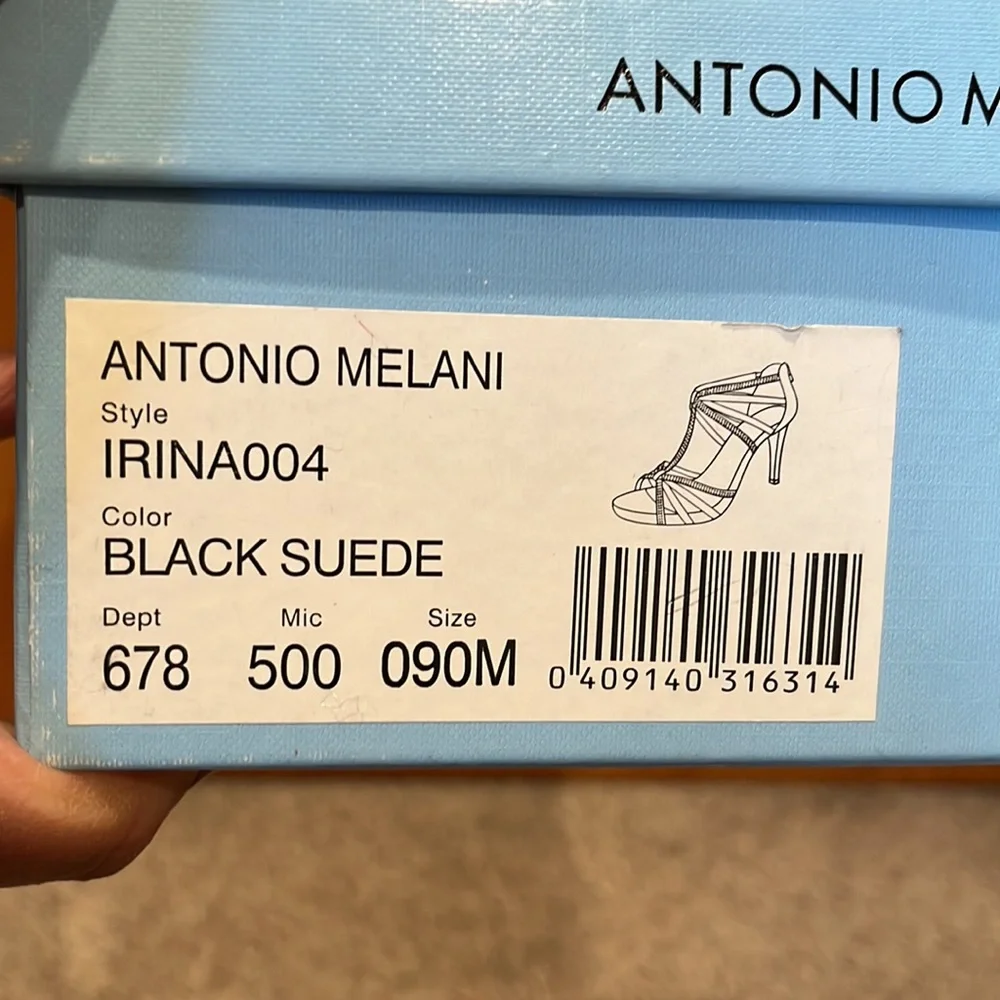 ANTONIO M
ANTONIO MELANI
Style
IRINA004
Color
BLACK SUEDE
Dept Mic Size
678 500 090M
0 409140 316314